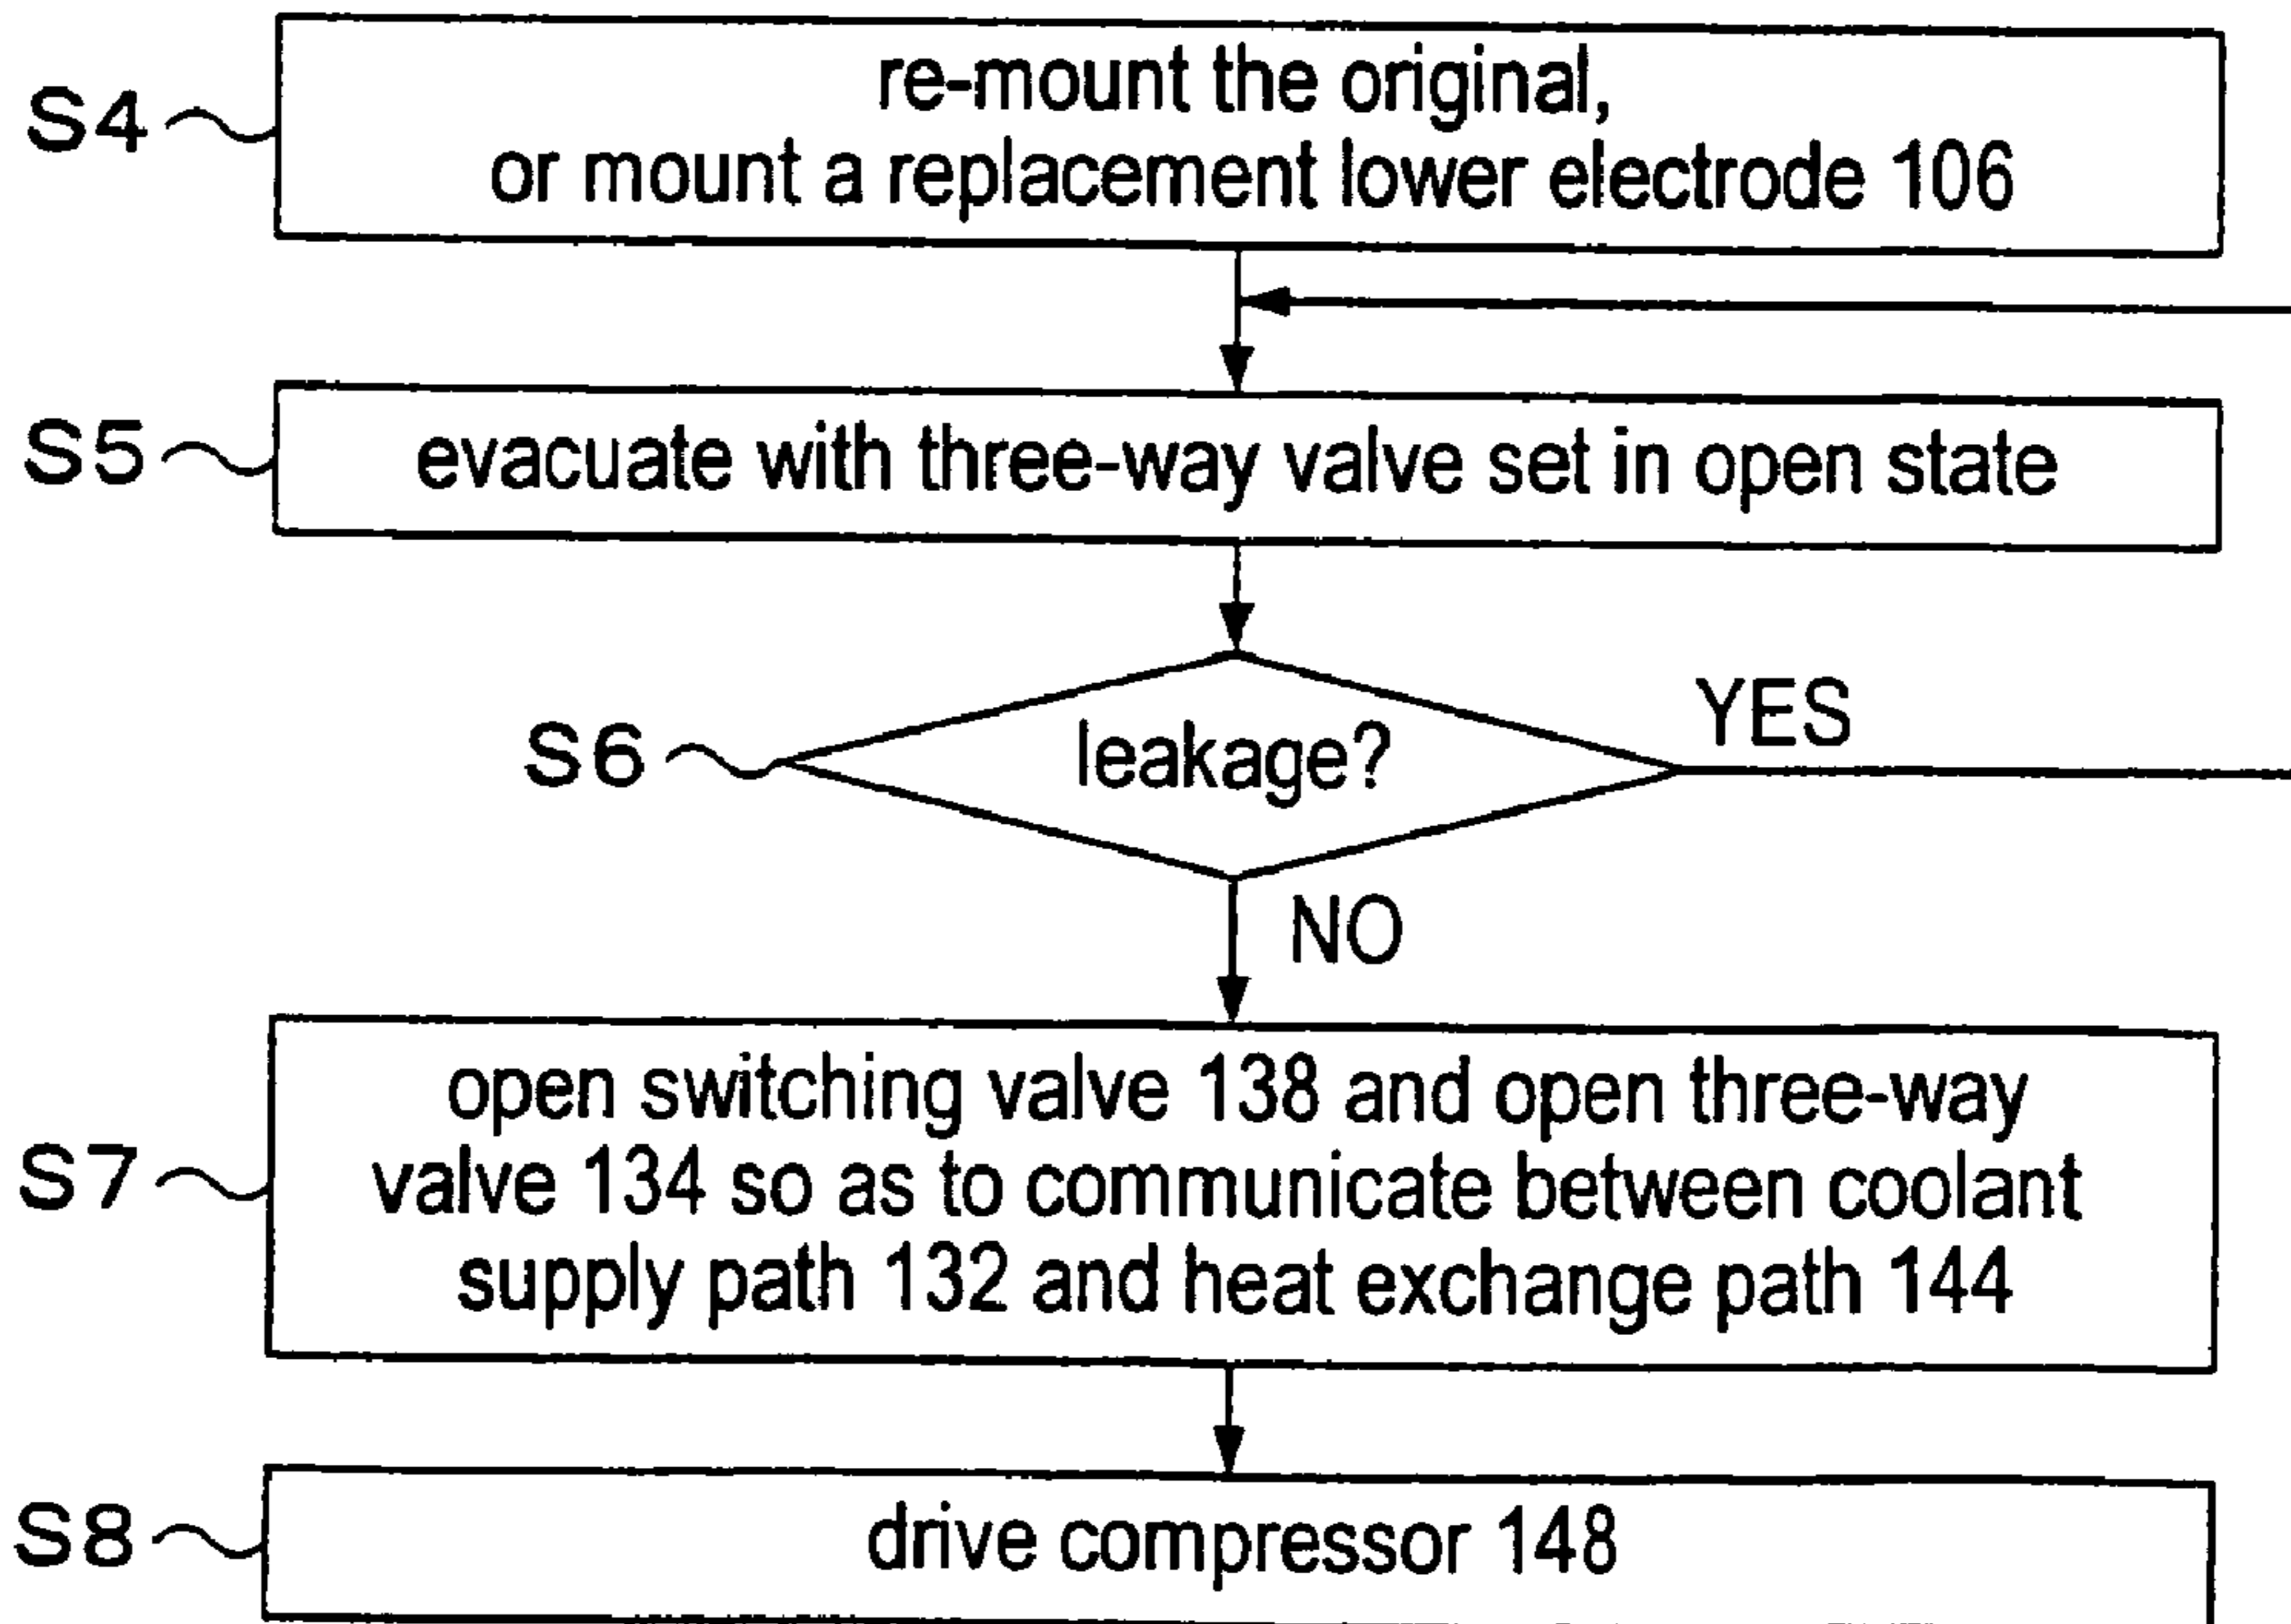 S4
re-mount the original,
or mount a replacement lower electrode 106
S5
evacuate with three-way valve set in open state
S6
leakage?
YES
NO
S7
open switching valve 138 and open three-way
valve 134 so as to communicate between coolant
supply path 132 and heat exchange path 144
S8
drive compressor 148